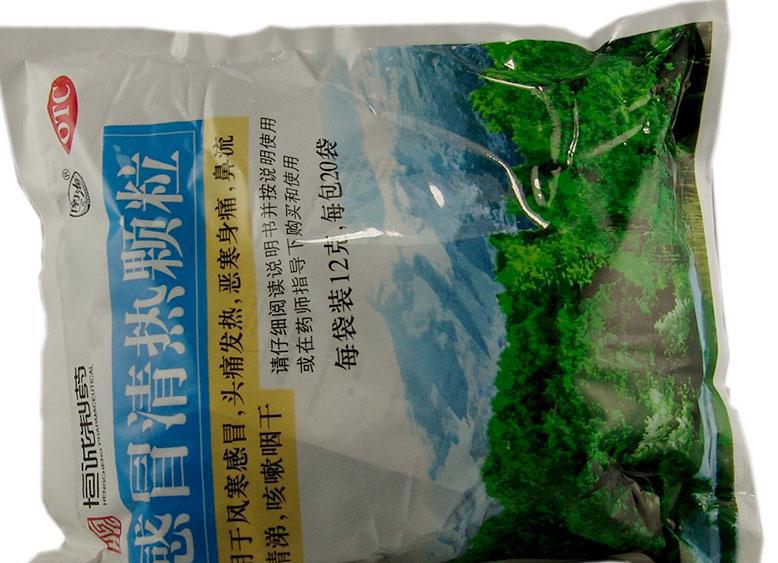 OTC
®
恒诚制药
HENGCHENG PHARMACEUTICAL
感冒清热颗粒
用于风寒感冒,头痛发热,恶寒身痛,鼻流
清涕,咳嗽咽干
请仔细阅读说明书并按说明使用
或在药师指导下购买和使用
每袋装12克,每包20袋